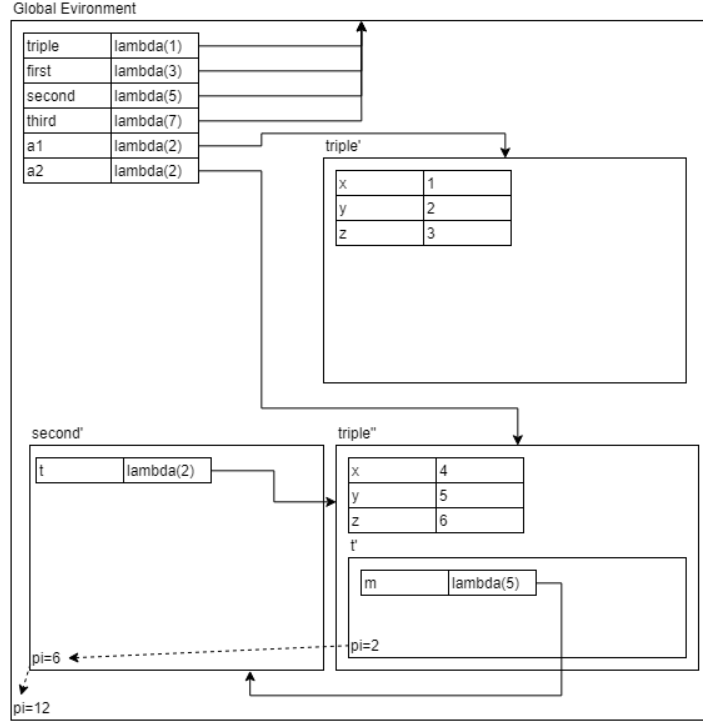 Global Evironment
triple lambda(1)
first lambda(3)
second lambda(5)
third lambda(7)
a1 lambda(2)
a2 lambda(2)
triple'
x 1
y 2
z 3
second'
t lambda(2)
triple''
x 4
y 5
z 6
t'
m lambda(5)
pi=2
pi=6
pi=12